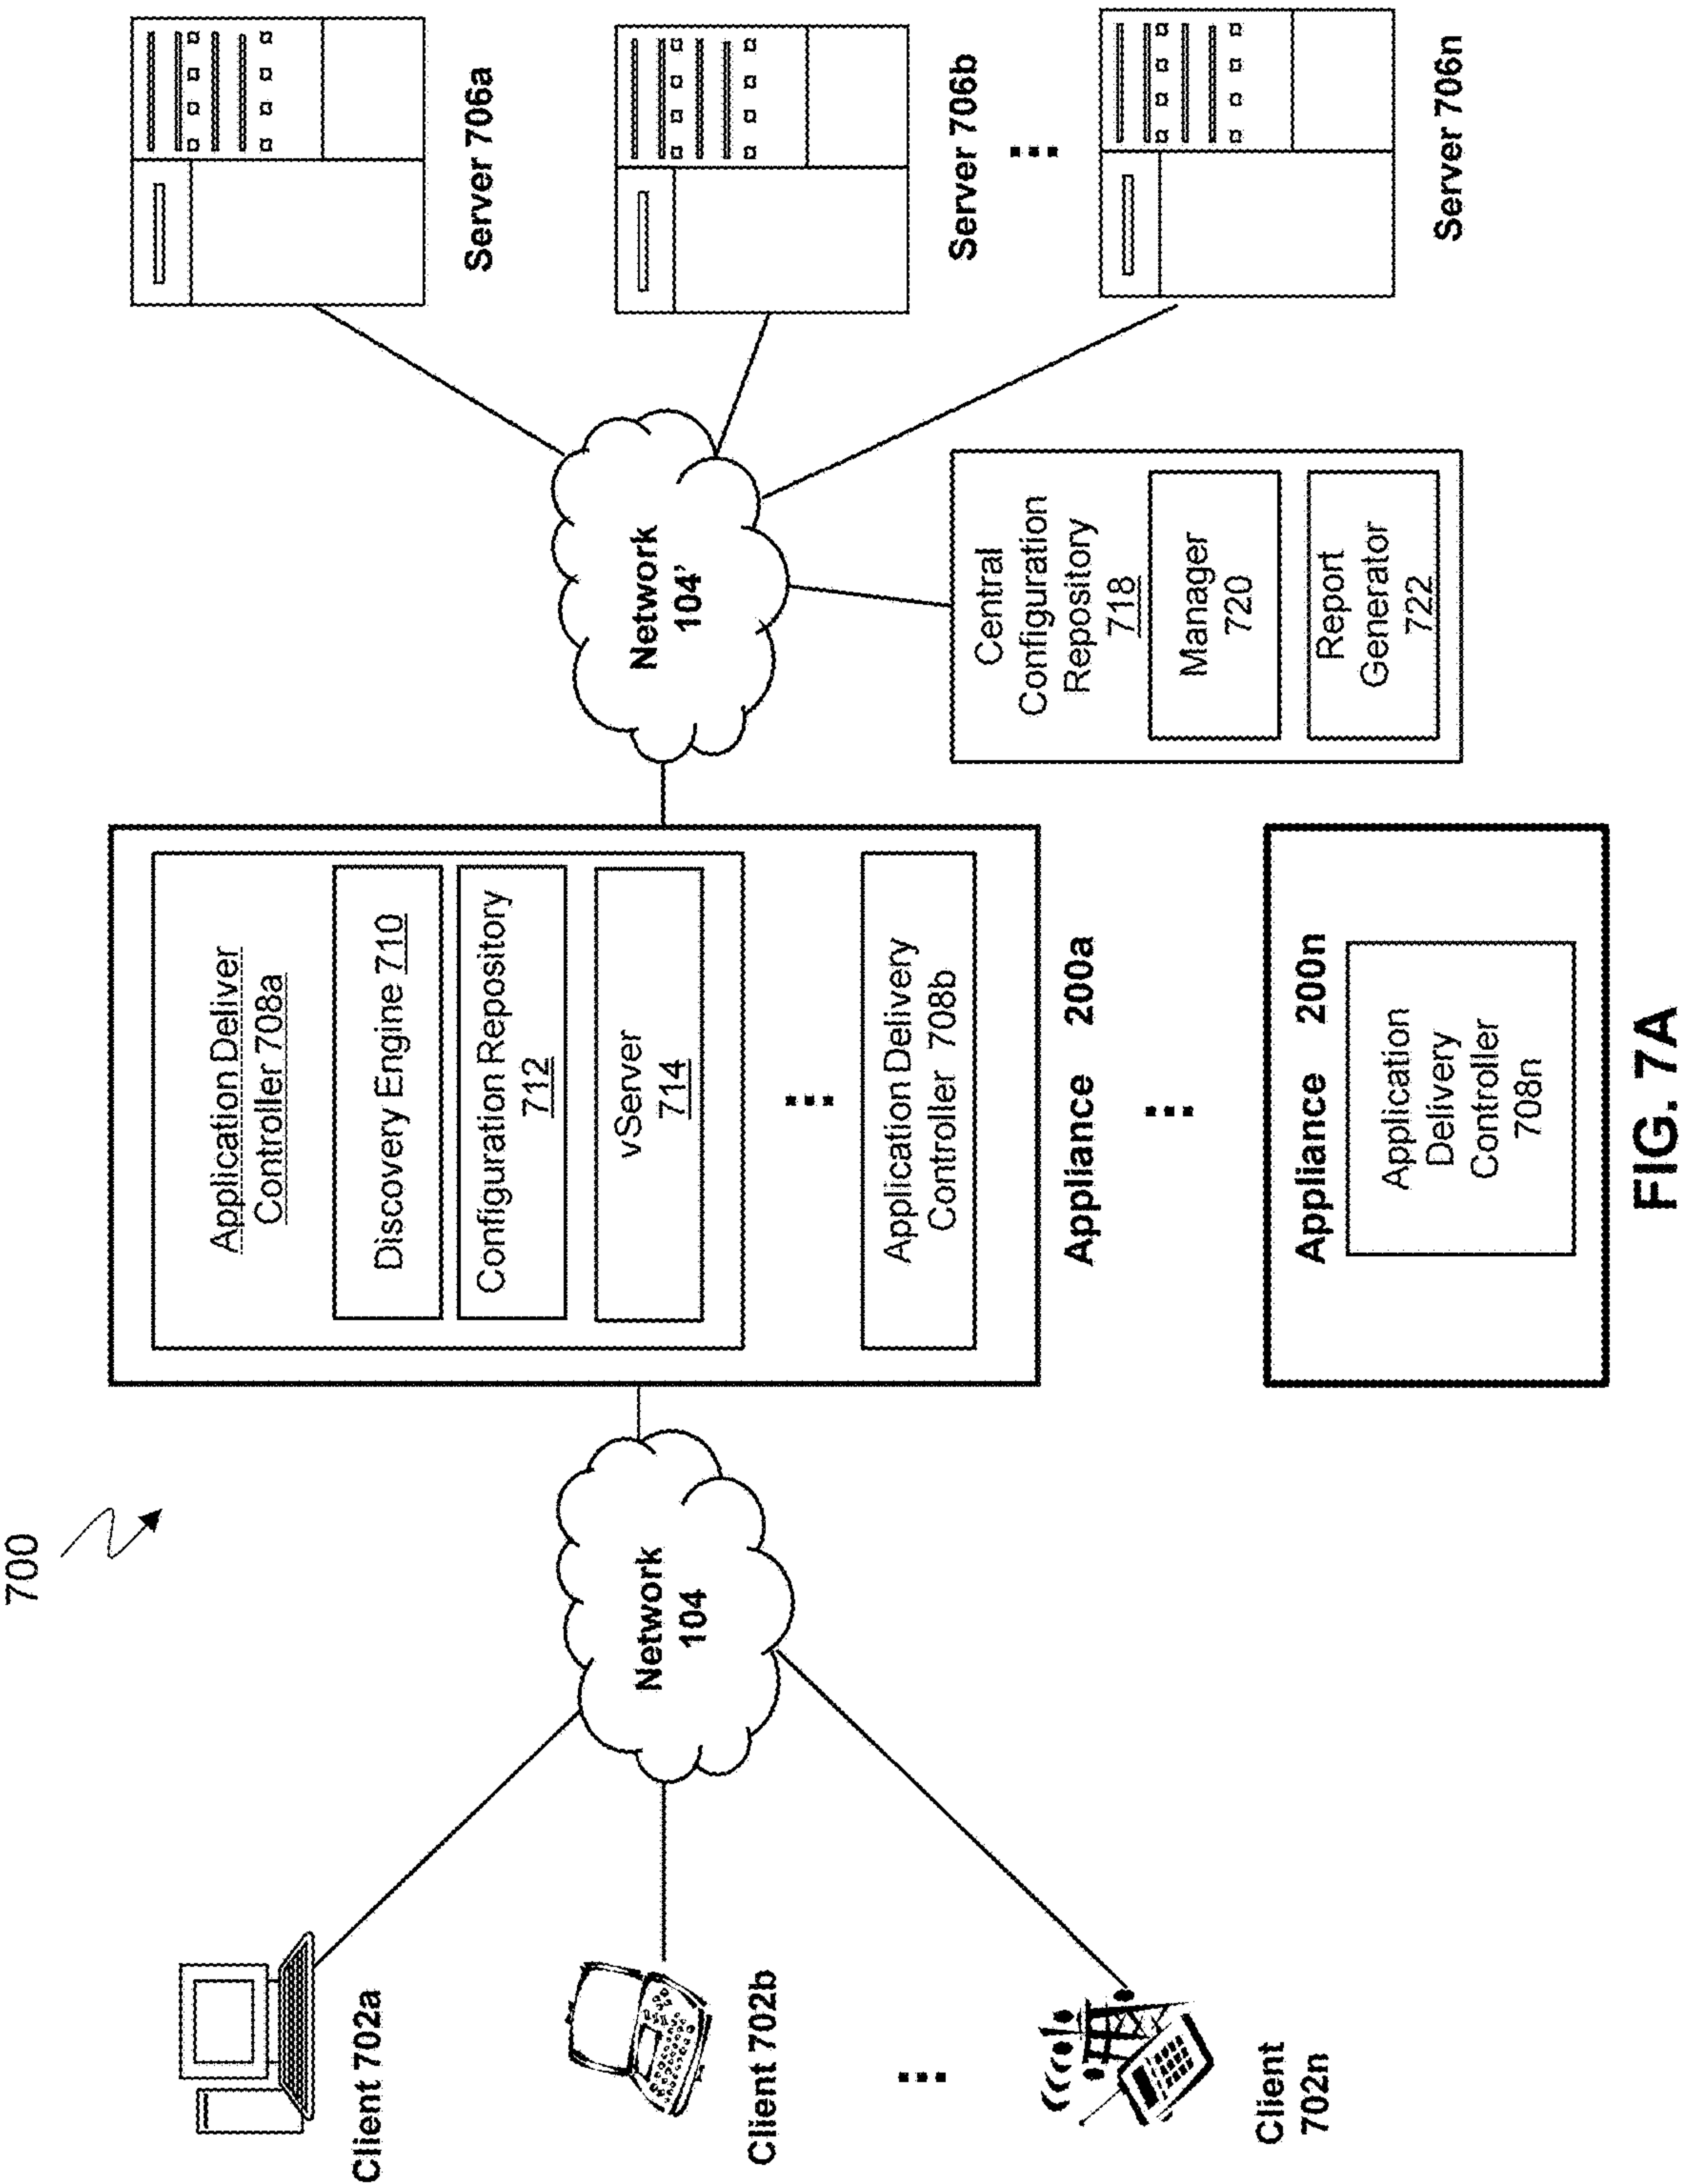 700
Client 702a
Client 702b
Client
702n
Network
104
Application Deliver
Controller 708a
Discovery Engine 710
Configuration Repository
712
vServer
714
Application Delivery
Controller 708b
Appliance 200a
Appliance 200n
Application
Delivery
Controller
708n
Network
104'
Central
Configuration
Repository
718
Manager
720
Report
Generator
722
Server 706a
Server 706b
Server 706n
FIG. 7A